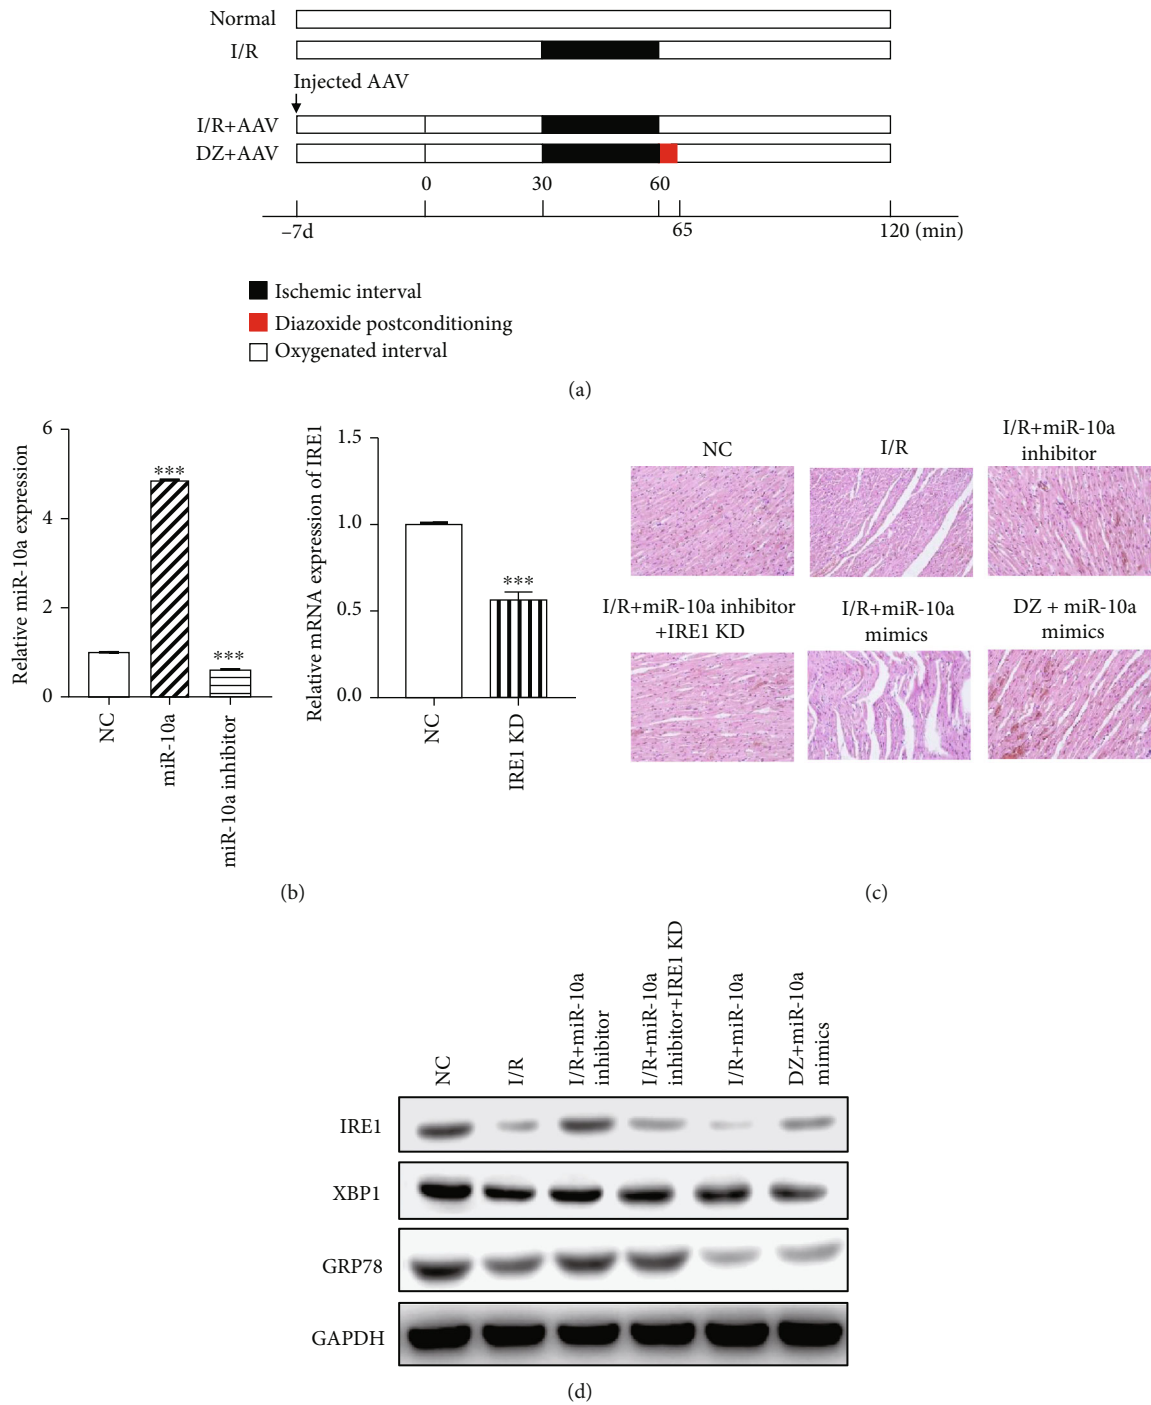 Normal
I/R
Injected AAV
I/R+AAV
DZ+AAV
0
30
60
–7d
65
120 (min)
Ischemic interval
Diazoxide postconditioning
Oxygenated interval
(a)
Relative miR-10a expression
6
4
2
0
***
***
NC
miR-10a
miR-10a inhibitor
Relative mRNA expression of IRE1
1.5
1.0
0.5
0.0
***
NC
IRE1 KD
(b)
NC
I/R
I/R+miR-10a
inhibitor
I/R+miR-10a inhibitor
+IRE1 KD
I/R+miR-10a
mimics
DZ + miR-10a
mimics
(c)
NC
I/R
I/R+miR-10a
inhibitor
I/R+miR-10a
inhibitor+IRE1 KD
I/R+miR-10a
DZ+miR-10a
mimics
IRE1
XBP1
GRP78
GAPDH
(d)